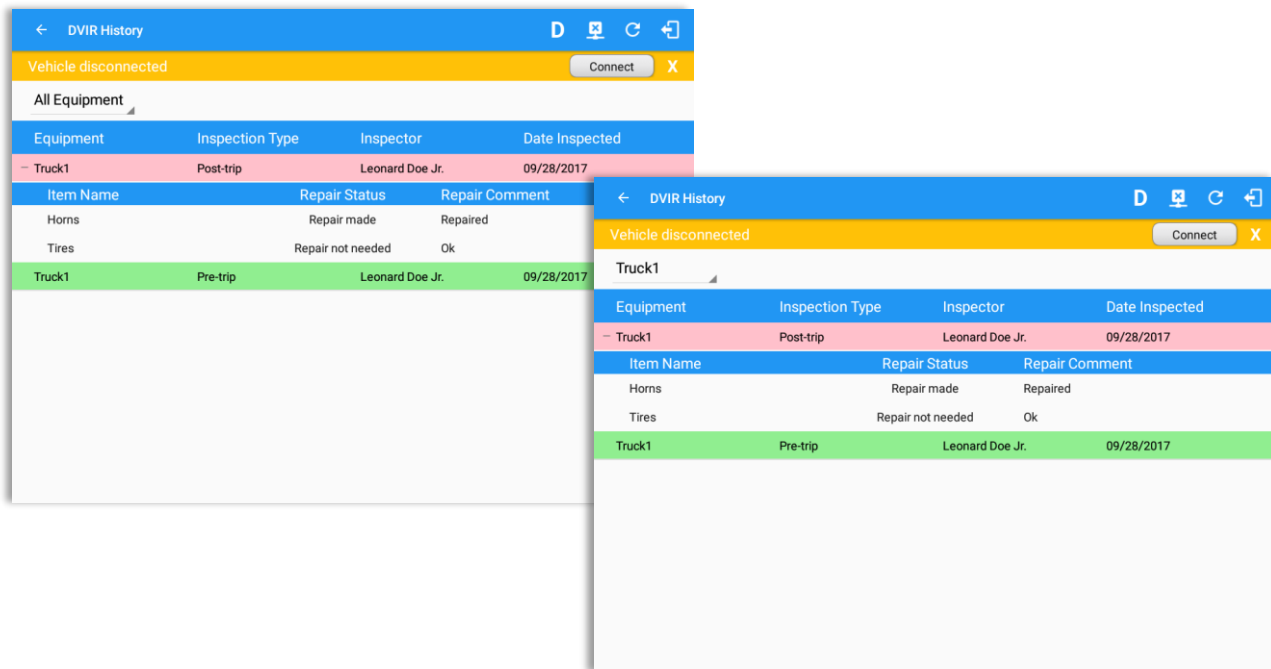 DVIR History D
Vehicle disconnected Connect X
All Equipment
Equipment Inspection Type Inspector Date Inspected
− Truck1 Post-trip Leonard Doe Jr. 09/28/2017
Item Name Repair Status Repair Comment
Horns Repair made Repaired
Tires Repair not needed Ok
Truck1 Pre-trip Leonard Doe Jr. 09/28/2017
DVIR History D
Vehicle disconnected Connect X
Truck1
Equipment Inspection Type Inspector Date Inspected
− Truck1 Post-trip Leonard Doe Jr. 09/28/2017
Item Name Repair Status Repair Comment
Horns Repair made Repaired
Tires Repair not needed Ok
Truck1 Pre-trip Leonard Doe Jr. 09/28/2017